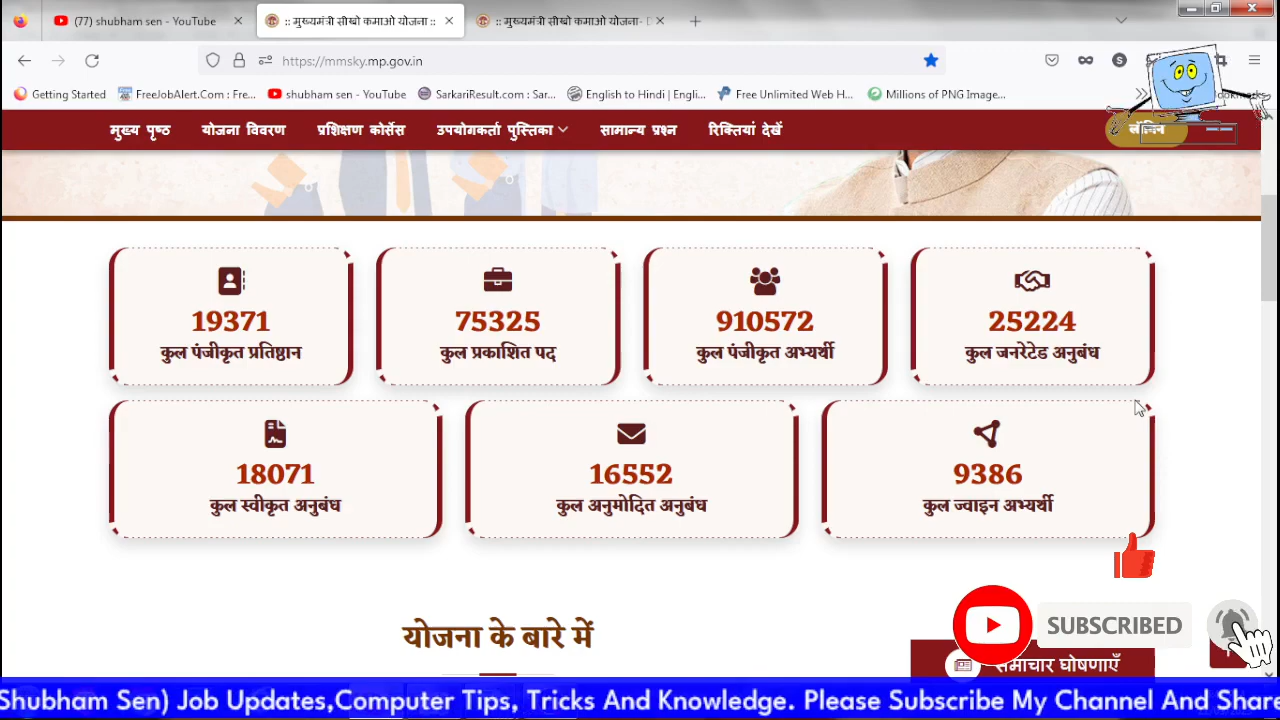 (77) shubham sen - YouTube
:: मुख्यमंत्री सीखो कमाओ योजना ::
:: मुख्यमंत्री सीखो कमाओ योजना- D
https://mmsky.mp.gov.in
Getting Started
FreeJobAlert.Com : Fre...
shubham sen - YouTube
SarkariResult.com : Sar...
English to Hindi | Engli...
Free Unlimited Web H...
Millions of PNG Image...
मुख्य पृष्ठ
योजना विवरण
प्रशिक्षण कोर्सेस
उपयोगकर्ता पुस्तिका
सामान्य प्रश्न
रिक्तियां देखें
19371
कुल पंजीकृत प्रतिष्ठान
75325
कुल प्रकाशित पद
910572
कुल पंजीकृत अभ्यर्थी
25224
कुल जनरेटेड अनुबंध
18071
कुल स्वीकृत अनुबंध
16552
कुल अनुमोदित अनुबंध
9386
कुल ज्वाइन अभ्यर्थी
योजना के बारे में
समाचार घोषणाएँ
SUBSCRIBED
Shubham Sen) Job Updates,Computer Tips, Tricks And Knowledge. Please Subscribe My Channel And Share